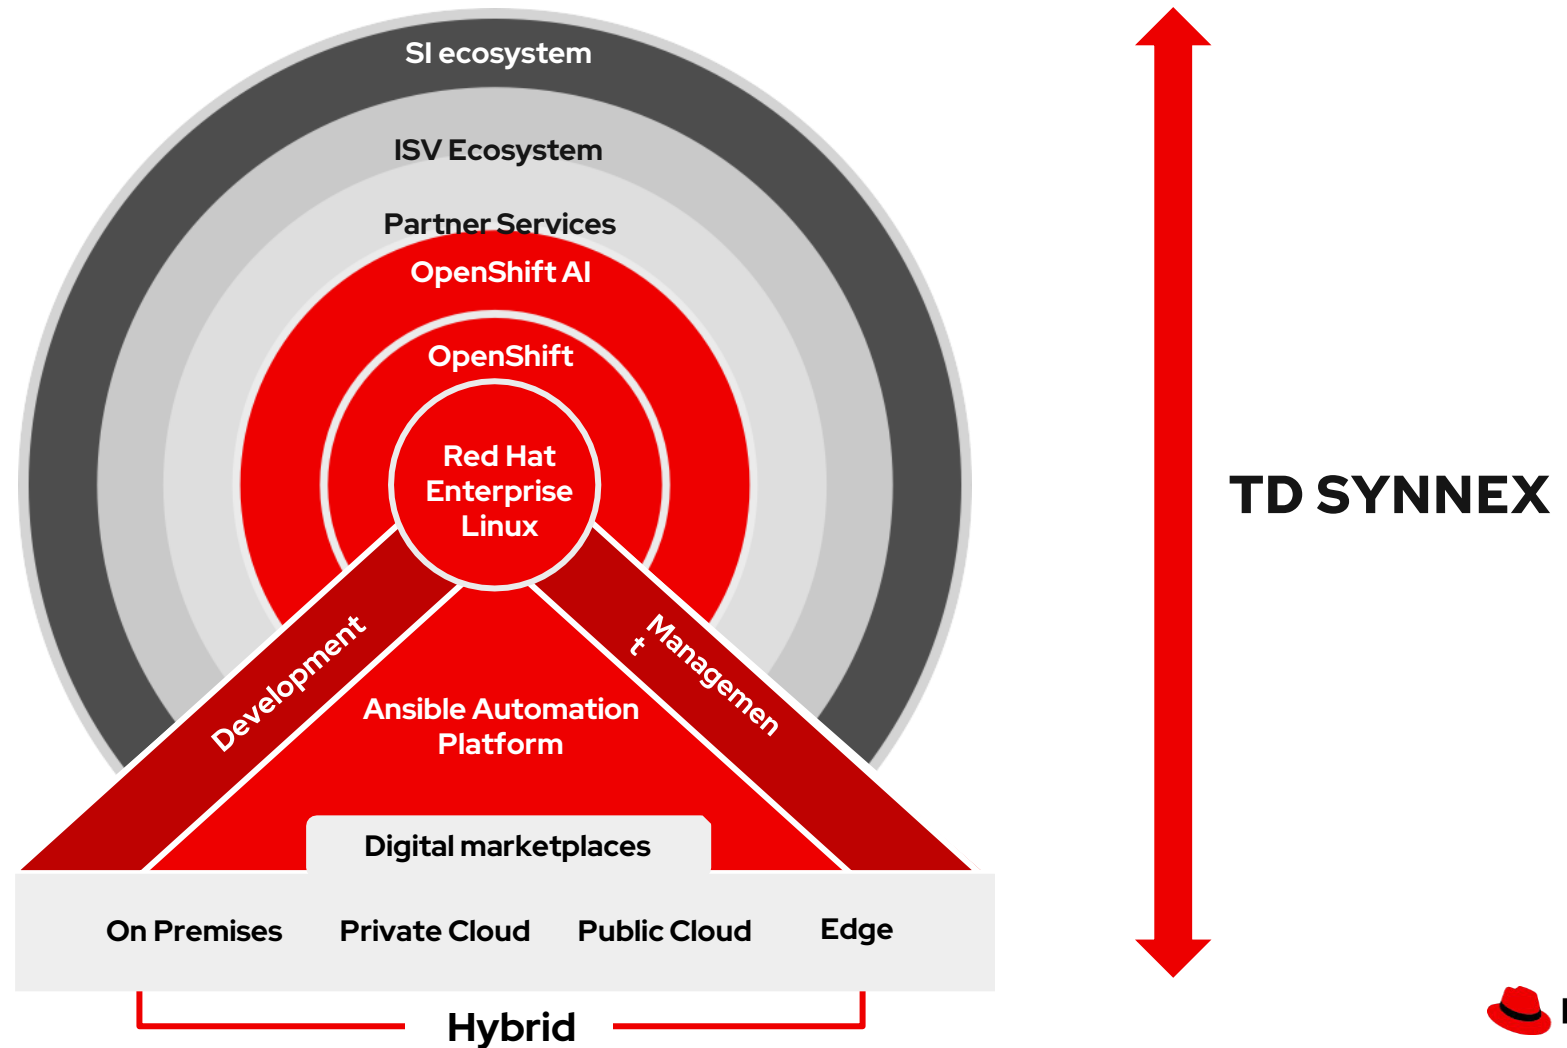 SI ecosystem
ISV Ecosystem
Partner Services
OpenShift AI
OpenShift
Red Hat
Enterprise
Linux
Development
Managemen
t
Ansible Automation
Platform
Digital marketplaces
On Premises Private Cloud Public Cloud Edge
Hybrid
TD SYNNEX